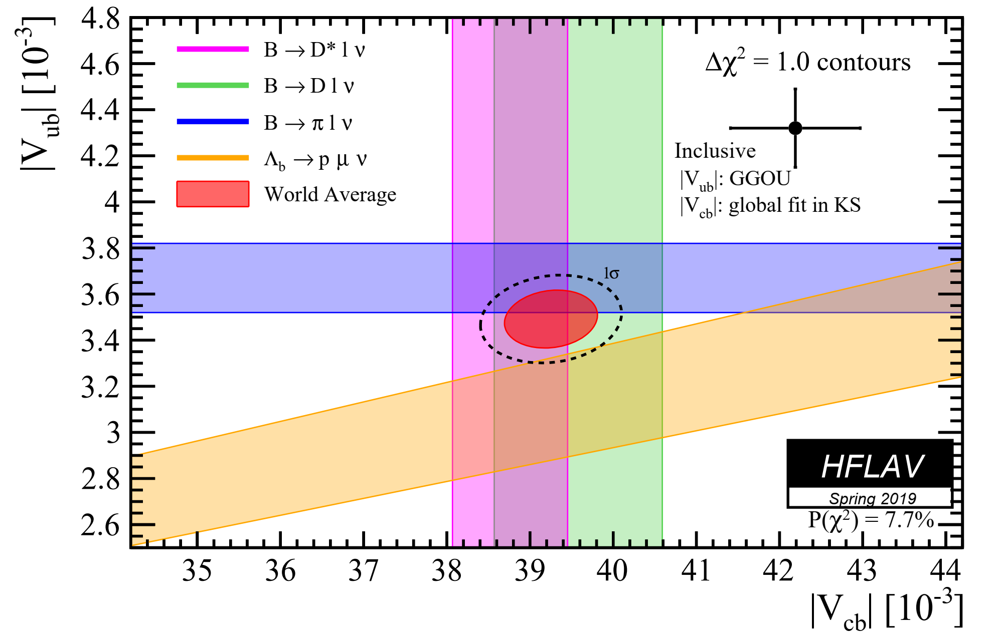 |V_ub| [10^-3]
4.8
4.6
4.4
4.2
4
3.8
3.6
3.4
3.2
3
2.8
2.6
B → D* l ν
B → D l ν
B → π l ν
Λ_b → p μ ν
World Average
Δχ² = 1.0 contours
Inclusive
|V_ub|: GGOU
|V_cb|: global fit in KS
1σ
HFLAV
Spring 2019
P(χ²) = 7.7%
35 36 37 38 39 40 41 42 43 44
|V_cb| [10^-3]